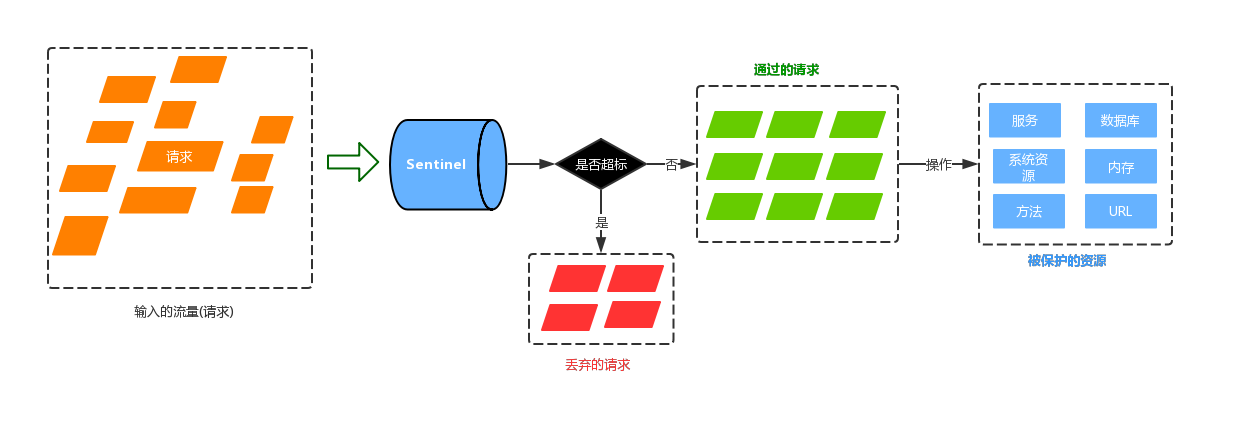 请求
输入的流量(请求)
Sentinel
是否超标
否
是
丢弃的请求
通过的请求
操作
服务
数据库
系统资
源
内存
方法
URL
被保护的资源